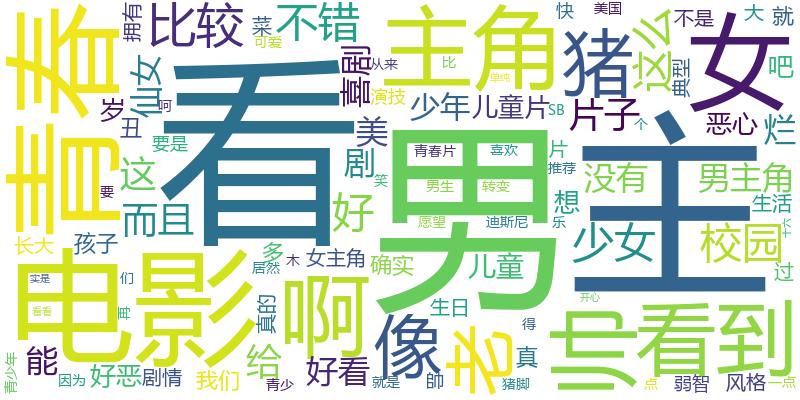 拥有
比较
菜
不错
主角
快
美国
不是
大
就
青春
仙女
可爱
喜剧
从来
比
单纯
猪
这么
典型
女
吧
岁
丑
看
呵
演技
少年
儿童片
SB
个
片子
恶心
烂
要是
美
男
主
这
剧
青春片
喜欢
片
推荐
没有
男主角
要
笑
男生
转变
想
生活
而且
好
愿望
迪斯尼
乐
少女
校园
十六
长大
孩子
多
女主角
确实
儿童
过
电影
居然
木
啊
实是
们
真的
生日
开心
看看
再
像
老
得
帅
看到
青少年
能
给
真
因为
好恶
剧情
我们
青少
好看
就是
帥
猪脚
点
弱智
风格
一点